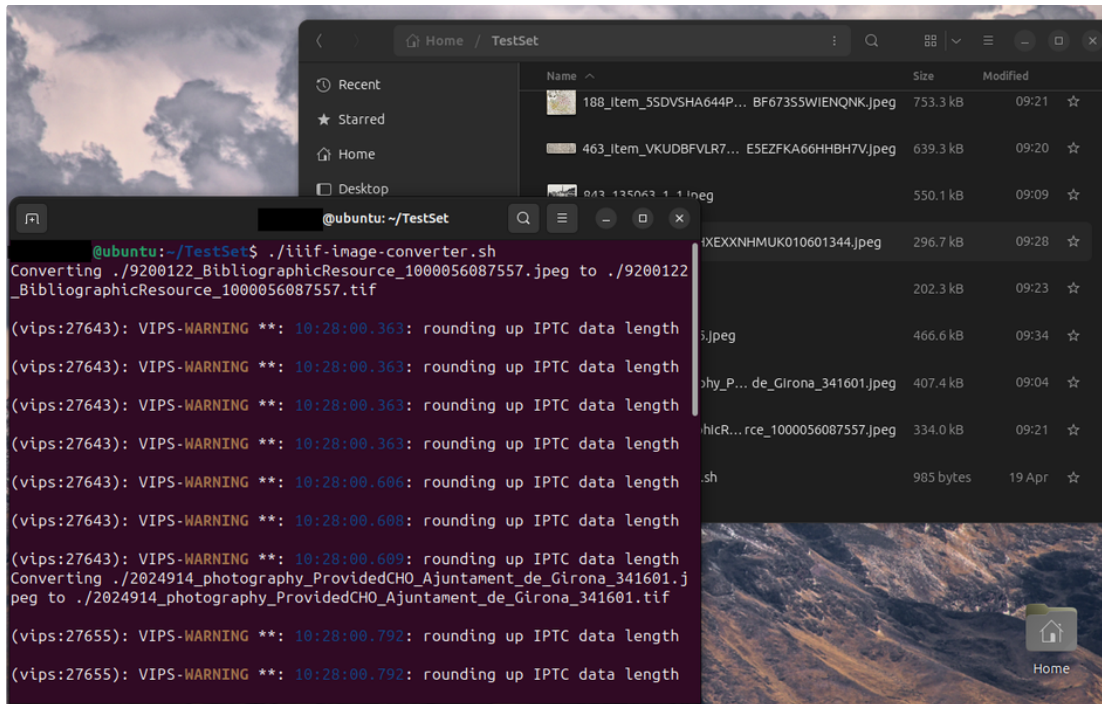 Home / TestSet
Recent
Starred
Home
Desktop
Name Size Modified
188_Item_5SDVSHA644P... BF673S5WIENQNK.jpeg 753.3 kB 09:21
463_Item_VKUDBFVLR7... E5EZFKA66HHBH7V.jpeg 639.3 kB 09:20
843_135063_1_1.jpeg 550.1 kB 09:09
HXEXXNHMUK010601344.jpeg 296.7 kB 09:28
202.3 kB 09:23
5.jpeg 466.6 kB 09:34
phy_P... de_Girona_341601.jpeg 407.4 kB 09:04
hicR...rce_1000056087557.jpeg 334.0 kB 09:21
.sh 985 bytes 19 Apr
@ubuntu: ~/TestSet
@ubuntu:~/TestSet$ ./iiif-image-converter.sh
Converting ./9200122_BibliographicResource_1000056087557.jpeg to ./9200122
_BibliographicResource_1000056087557.tif
(vips:27643): VIPS-WARNING **: 10:28:00.363: rounding up IPTC data length
(vips:27643): VIPS-WARNING **: 10:28:00.363: rounding up IPTC data length
(vips:27643): VIPS-WARNING **: 10:28:00.363: rounding up IPTC data length
(vips:27643): VIPS-WARNING **: 10:28:00.363: rounding up IPTC data length
(vips:27643): VIPS-WARNING **: 10:28:00.606: rounding up IPTC data length
(vips:27643): VIPS-WARNING **: 10:28:00.608: rounding up IPTC data length
(vips:27643): VIPS-WARNING **: 10:28:00.609: rounding up IPTC data length
Converting ./2024914_photography_ProvidedCHO_Ajuntament_de_Girona_341601.j
peg to ./2024914_photography_ProvidedCHO_Ajuntament_de_Girona_341601.tif
(vips:27655): VIPS-WARNING **: 10:28:00.792: rounding up IPTC data length
(vips:27655): VIPS-WARNING **: 10:28:00.792: rounding up IPTC data length
Home